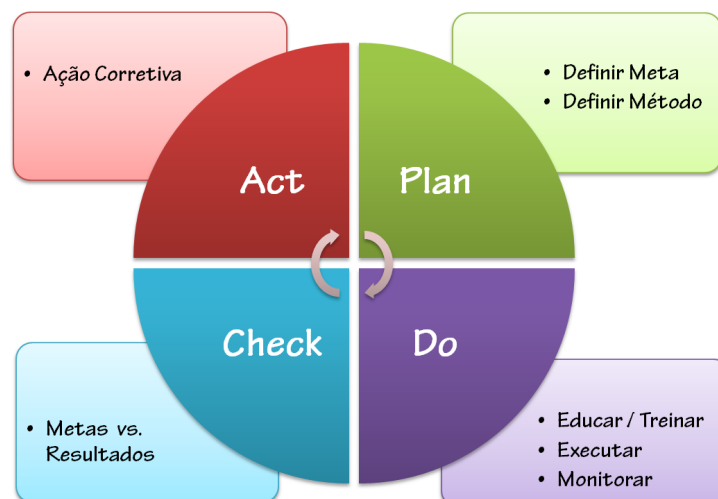 • Ação Corretiva
• Definir Meta
• Definir Método
Act
Plan
Check
Do
• Metas vs.
Resultados
• Educar / Treinar
• Executar
• Monitorar